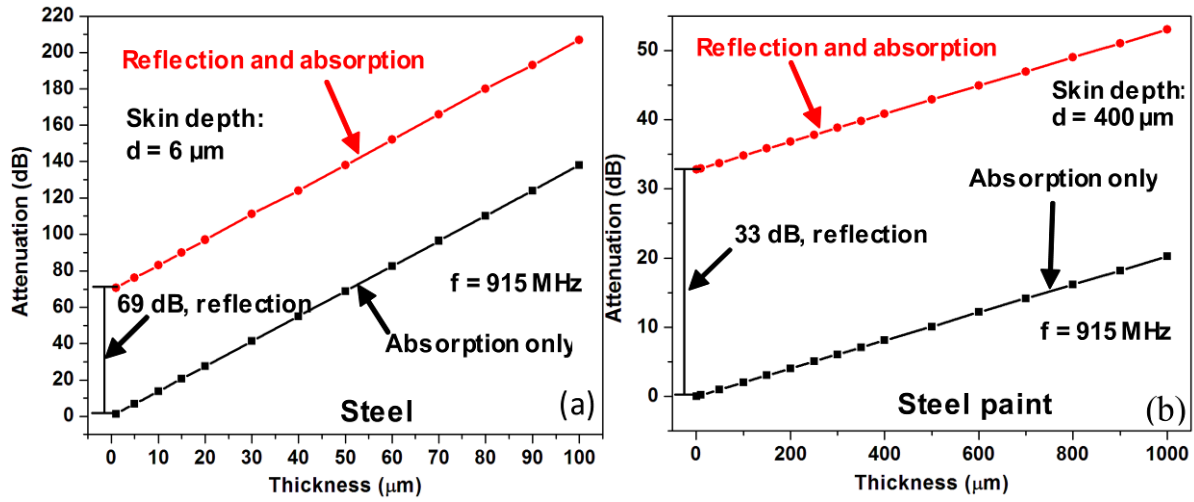 220
200
180
160
140
120
100
80
60
40
20
0
Attenuation (dB)
Reflection and absorption
Skin depth:
d = 6 µm
f = 915 MHz
69 dB, reflection
Absorption only
Steel
(a)
0 10 20 30 40 50 60 70 80 90 100
Thickness (μm)
50
40
30
20
10
0
Attenuation (dB)
Reflection and absorption
Skin depth:
d = 400 µm
Absorption only
33 dB, reflection
f = 915 MHz
Steel paint
(b)
0 200 400 600 800 1000
Thickness (μm)